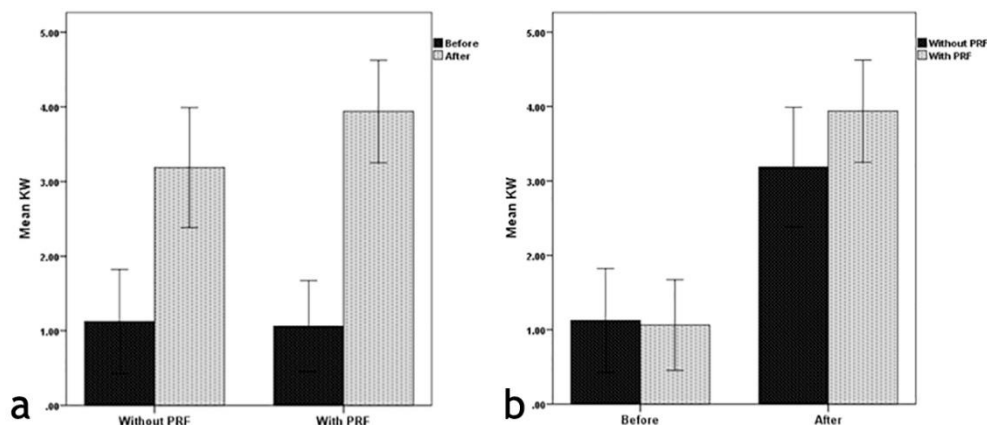 5.00
4.00
3.00
2.00
1.00
.00
Mean KW
Without PRF
With PRF
Before
After
a
5.00
4.00
3.00
2.00
1.00
.00
Mean KW
Before
After
Without PRF
With PRF
b